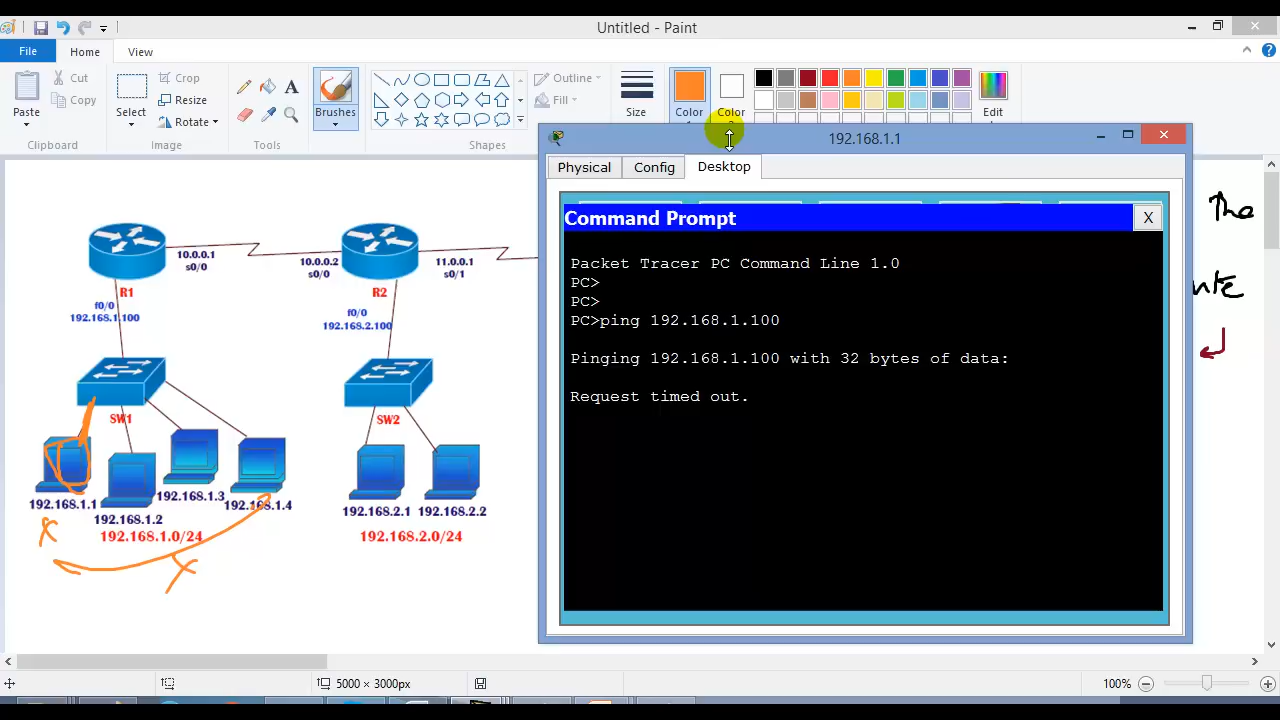 Untitled - Paint
File
Home
View
Paste
Cut
Copy
Clipboard
Select
Crop
Resize
Rotate
Image
A
Tools
Brushes
Outline
Fill
Shapes
Size
Color
1
Color
2
Edit
192.168.1.1
Physical
Config
Desktop
Command Prompt
X
Packet Tracer PC Command Line 1.0
PC>
PC>
PC>ping 192.168.1.100
Pinging 192.168.1.100 with 32 bytes of data:
Request timed out.
The
10.0.0.1
s0/0
10.0.0.2
s0/0
11.0.0.1
s0/1
R1
R2
f0/0
192.168.1.100
f0/0
192.168.2.100
SW1
SW2
192.168.1.1
192.168.1.2
192.168.1.3
192.168.1.4
192.168.2.1
192.168.2.2
192.168.1.0/24
192.168.2.0/24
X
X
5000 × 3000px
100%